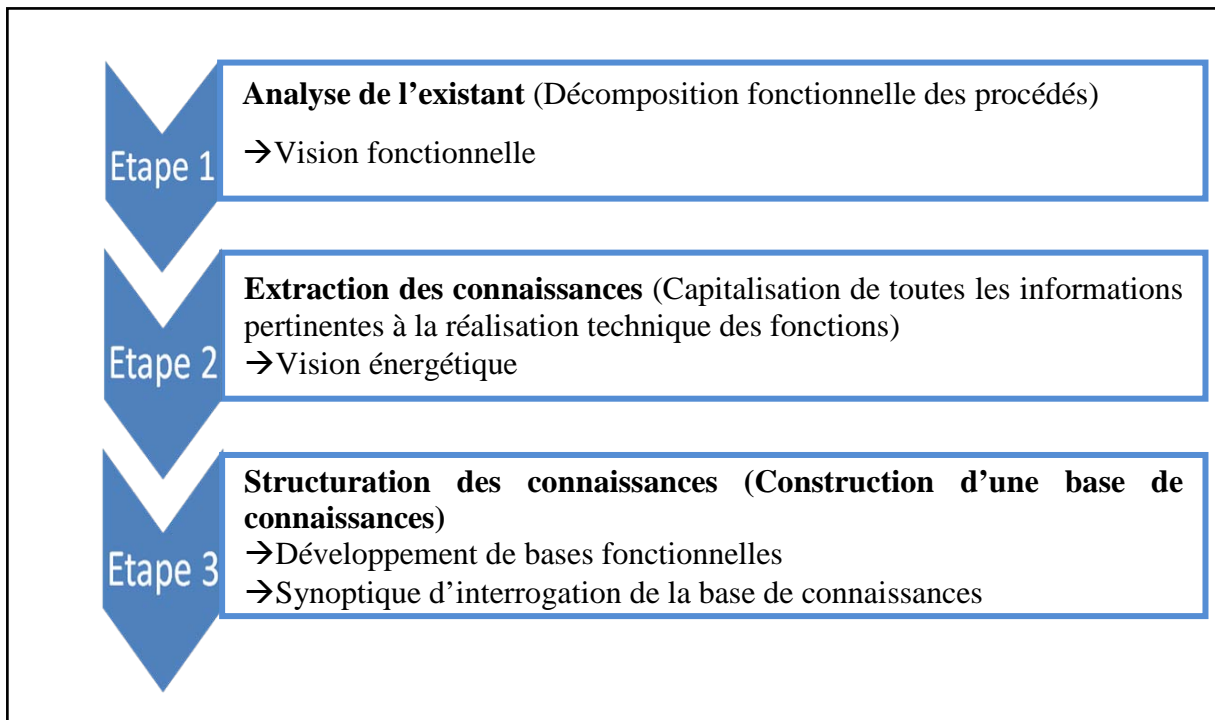 Etape 1
Analyse de l’existant (Décomposition fonctionnelle des procédés)
→Vision fonctionnelle
Etape 2
Extraction des connaissances (Capitalisation de toutes les informations
pertinentes à la réalisation technique des fonctions)
→Vision énergétique
Etape 3
Structuration des connaissances (Construction d’une base de
connaissances)
→Développement de bases fonctionnelles
→Synoptique d’interrogation de la base de connaissances